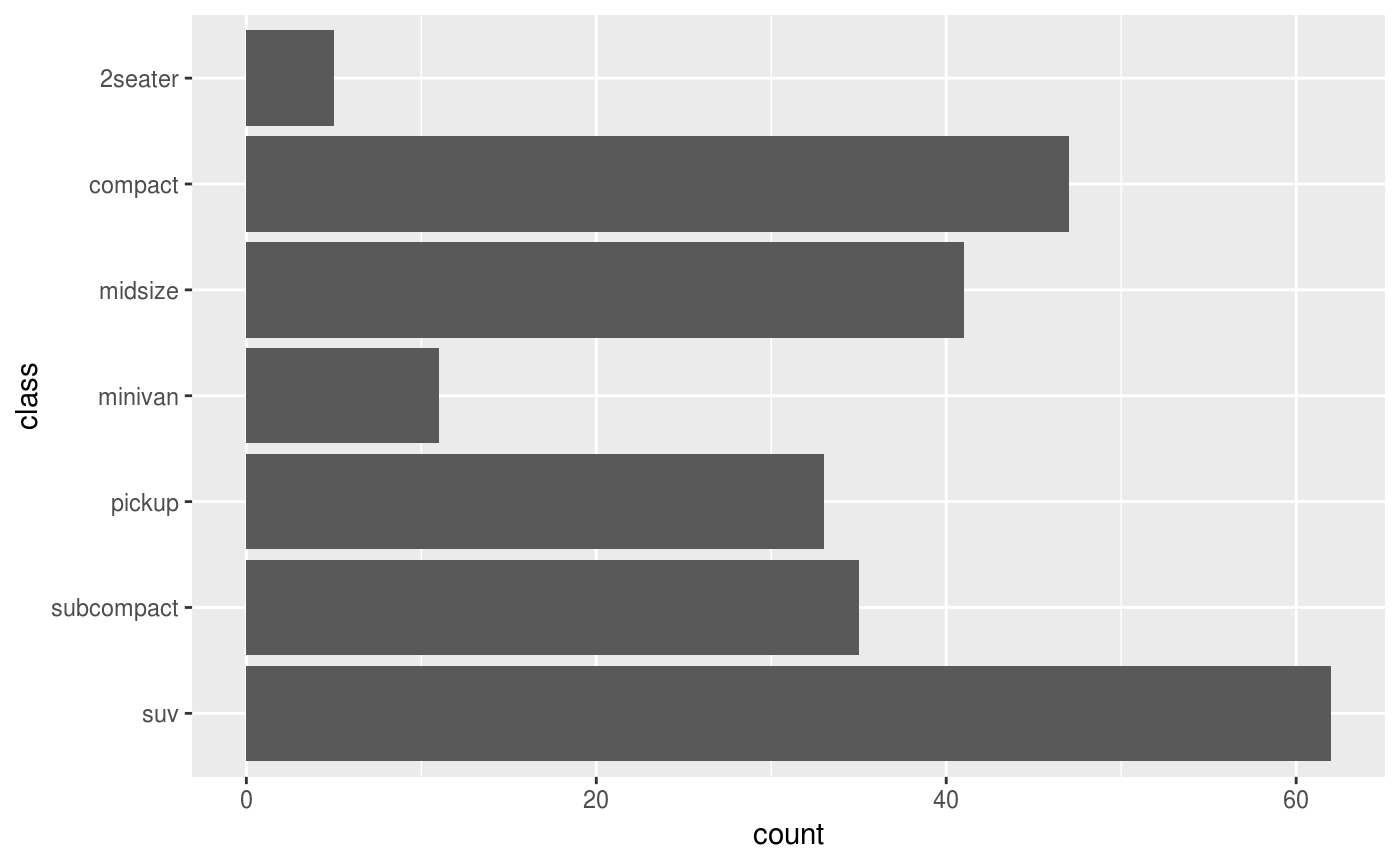 2seater
compact
midsize
minivan
pickup
subcompact
suv
class
0 20 40 60
count